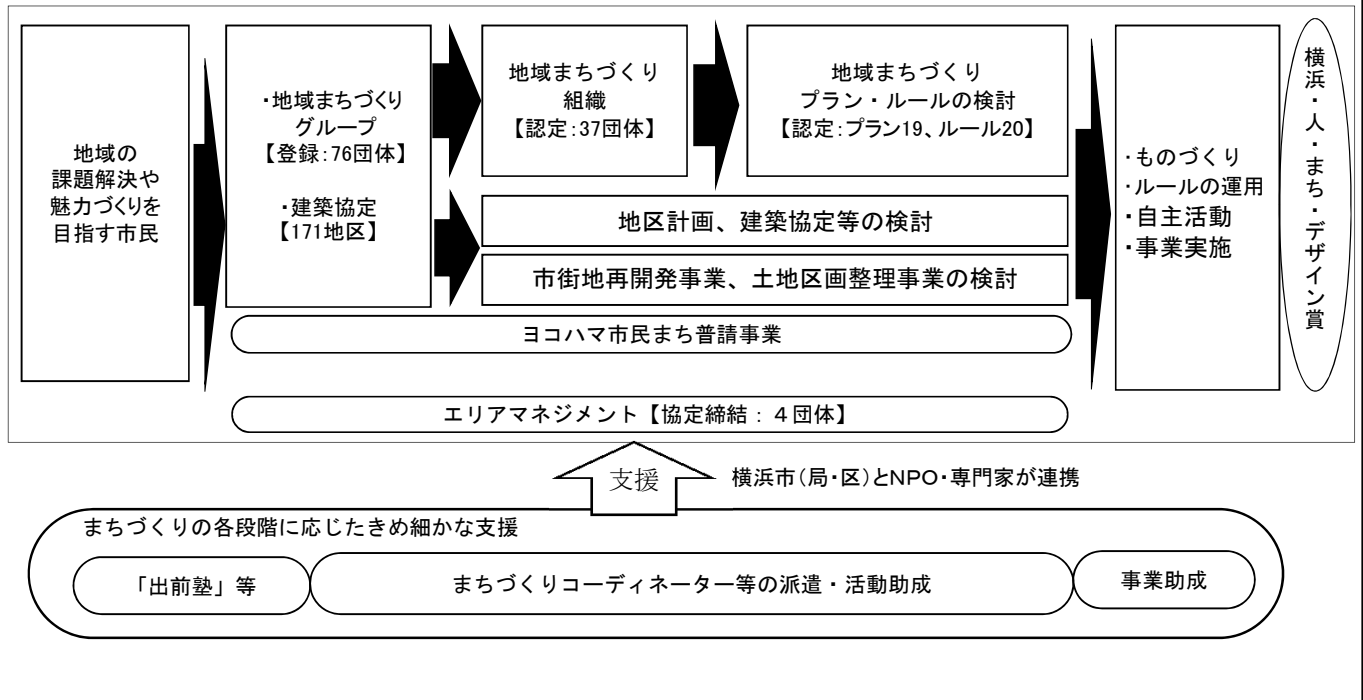 地域の
課題解決や
魅力づくりを
目指す市民
・地域まちづくり
グループ
【登録：76団体】
・建築協定
【171地区】
地域まちづくり
組織
【認定：37団体】
地域まちづくり
プラン・ルールの検討
【認定：プラン19、ルール20】
地区計画、建築協定等の検討
市街地再開発事業、土地区画整理事業の検討
ヨコハマ市民まち普請事業
エリアマネジメント【協定締結：４団体】
・ものづくり
・ルールの運用
・自主活動
・事業実施
横浜・人・まち・デザイン賞
支援
横浜市（局・区）とNPO・専門家が連携
まちづくりの各段階に応じたきめ細かな支援
「出前塾」等
まちづくりコーディネーター等の派遣・活動助成
事業助成